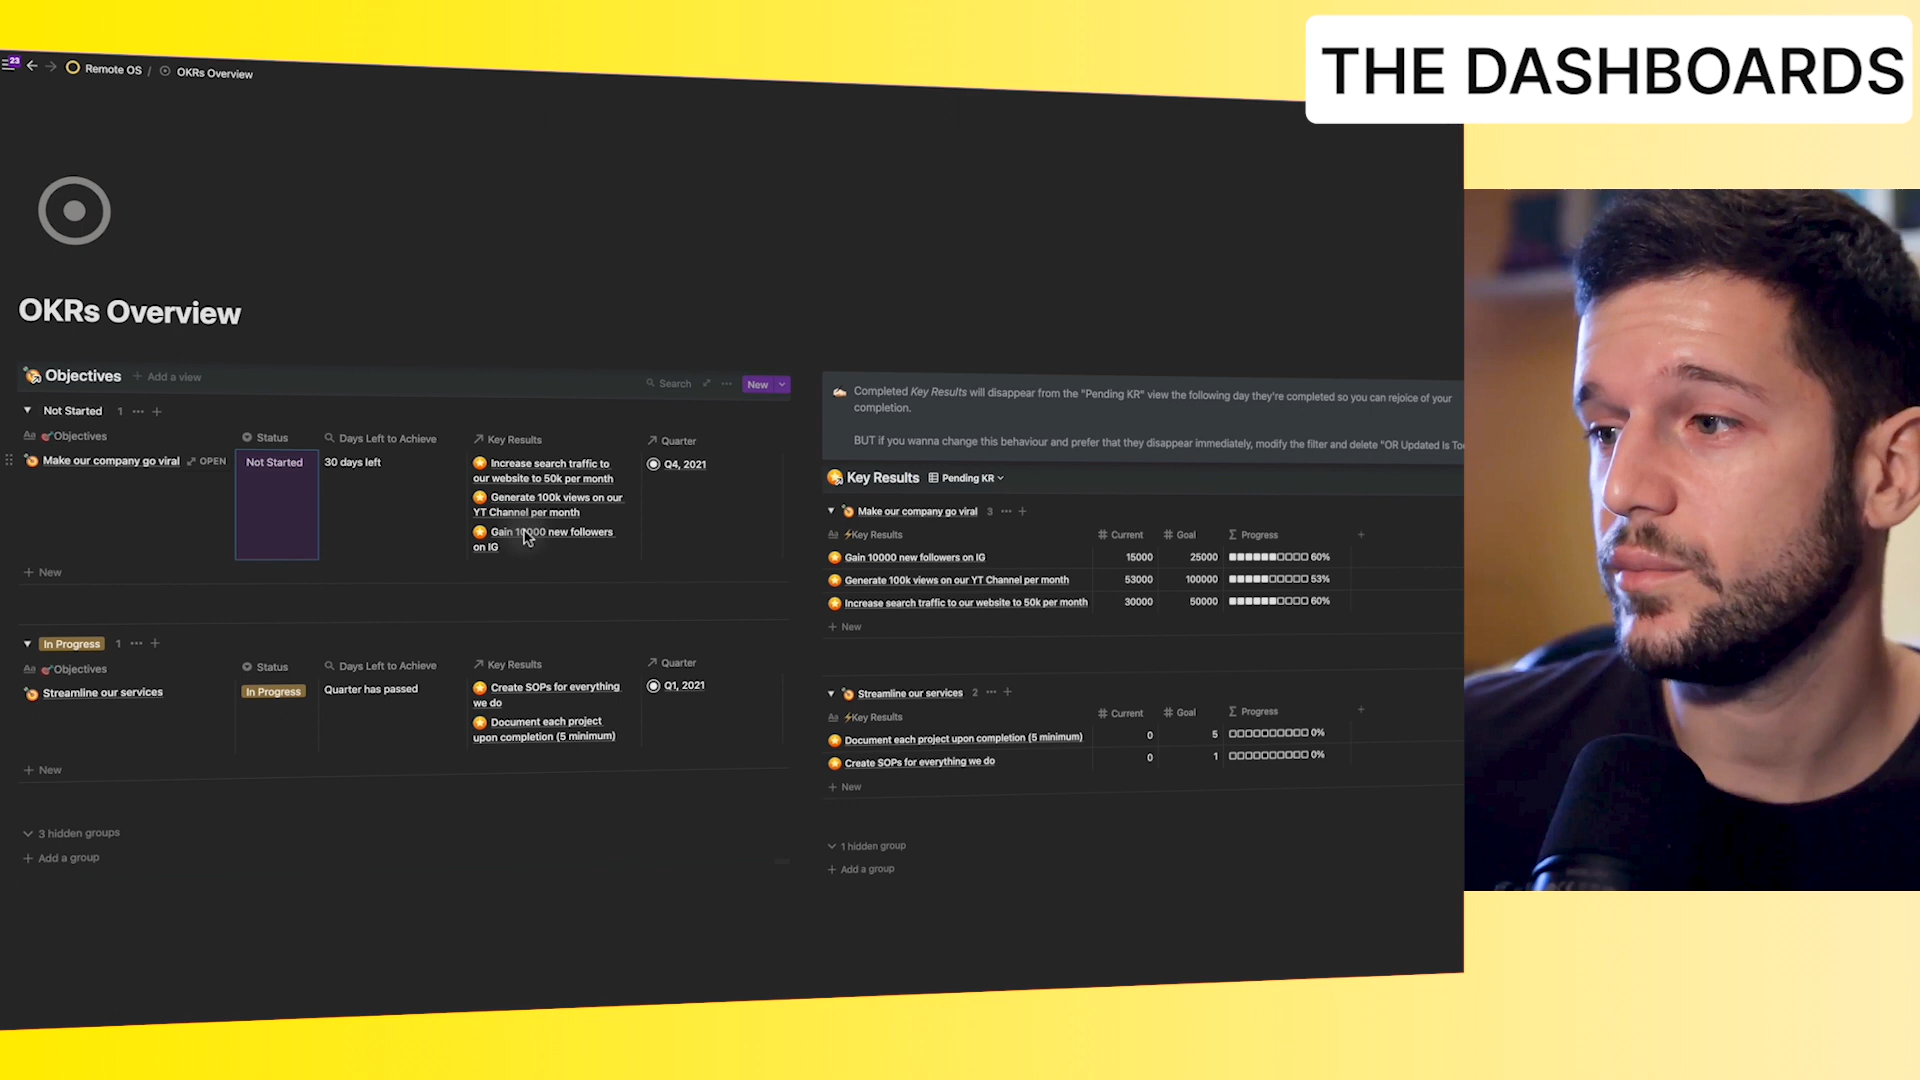 THE DASHBOARDS
23
Remote OS / OKRs Overview
OKRs Overview
Objectives + Add a view Search New
Not Started 1
Aa Objectives Status Days Left to Achieve Key Results Quarter
Make our company go viral OPEN Not Started 30 days left Increase search traffic to Q4, 2021
our website to 50k per month
Generate 100k views on our
YT Channel per month
Gain 10000 new followers
on IG
+ New
In Progress 1
Aa Objectives Status Days Left to Achieve Key Results Quarter
Streamline our services In Progress Quarter has passed Create SOPs for everything Q1, 2021
we do
Document each project
upon completion (5 minimum)
+ New
3 hidden groups
+ Add a group
Completed Key Results will disappear from the "Pending KR" view the following day they're completed so you can rejoice of your
completion.
BUT if you wanna change this behaviour and prefer that they disappear immediately, modify the filter and delete "OR Updated Is
Key Results Pending KR
Make our company go viral 3
Aa Key Results # Current # Goal Σ Progress +
Gain 10000 new followers on IG 15000 25000 60%
Generate 100k views on our YT Channel per month 53000 100000 53%
Increase search traffic to our website to 50k per month 30000 50000 60%
+ New
Streamline our services 2
Aa Key Results # Current # Goal Σ Progress +
Document each project upon completion (5 minimum) 0 5 0%
Create SOPs for everything we do 0 1 0%
+ New
1 hidden group
+ Add a group